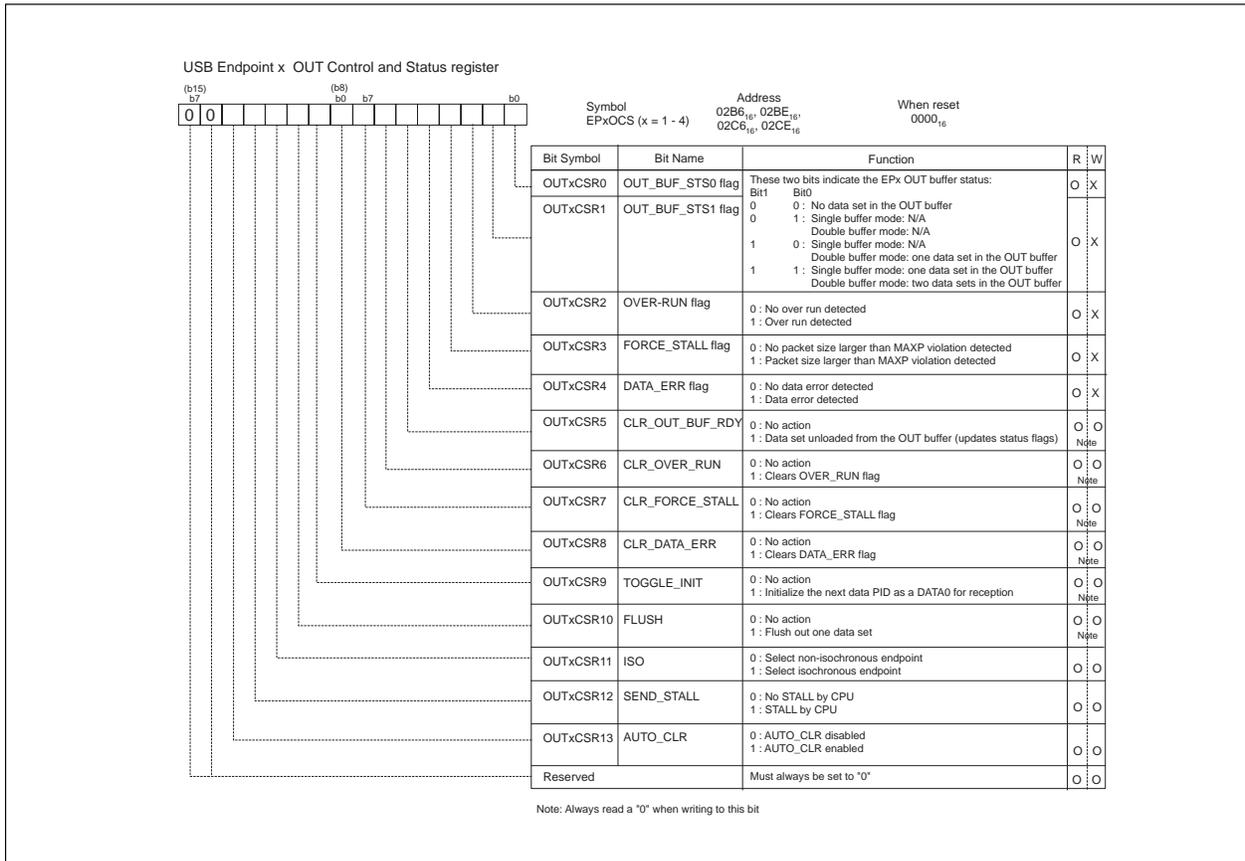 USB Endpoint x OUT Control and Status register
(b15) (b8)
b7 b0 b7 b0
0 0
Symbol Address When reset
EPxOCS (x = 1 - 4) 02B6₁₆, 02BE₁₆, 0000₁₆
02C6₁₆, 02CE₁₆
Bit Symbol Bit Name Function R W
OUTxCSR0 OUT_BUF_STS0 flag These two bits indicate the EPx OUT buffer status: O X
Bit1 Bit0
OUTxCSR1 OUT_BUF_STS1 flag 0 0 : No data set in the OUT buffer O X
0 1 : Single buffer mode: N/A
Double buffer mode: N/A
1 0 : Single buffer mode: N/A
Double buffer mode: one data set in the OUT buffer
1 1 : Single buffer mode: one data set in the OUT buffer
Double buffer mode: two data sets in the OUT buffer
OUTxCSR2 OVER-RUN flag 0 : No over run detected O X
1 : Over run detected
OUTxCSR3 FORCE_STALL flag 0 : No packet size larger than MAXP violation detected O X
1 : Packet size larger than MAXP violation detected
OUTxCSR4 DATA_ERR flag 0 : No data error detected O X
1 : Data error detected
OUTxCSR5 CLR_OUT_BUF_RDY 0 : No action O O
1 : Data set unloaded from the OUT buffer (updates status flags) Note
OUTxCSR6 CLR_OVER_RUN 0 : No action O O
1 : Clears OVER_RUN flag Note
OUTxCSR7 CLR_FORCE_STALL 0 : No action O O
1 : Clears FORCE_STALL flag Note
OUTxCSR8 CLR_DATA_ERR 0 : No action O O
1 : Clears DATA_ERR flag Note
OUTxCSR9 TOGGLE_INIT 0 : No action O O
1 : Initialize the next data PID as a DATA0 for reception Note
OUTxCSR10 FLUSH 0 : No action O O
1 : Flush out one data set Note
OUTxCSR11 ISO 0 : Select non-isochronous endpoint O O
1 : Select isochronous endpoint
OUTxCSR12 SEND_STALL 0 : No STALL by CPU O O
1 : STALL by CPU
OUTxCSR13 AUTO_CLR 0 : AUTO_CLR disabled O O
1 : AUTO_CLR enabled
Reserved Must always be set to "0" O O
Note: Always read a "0" when writing to this bit